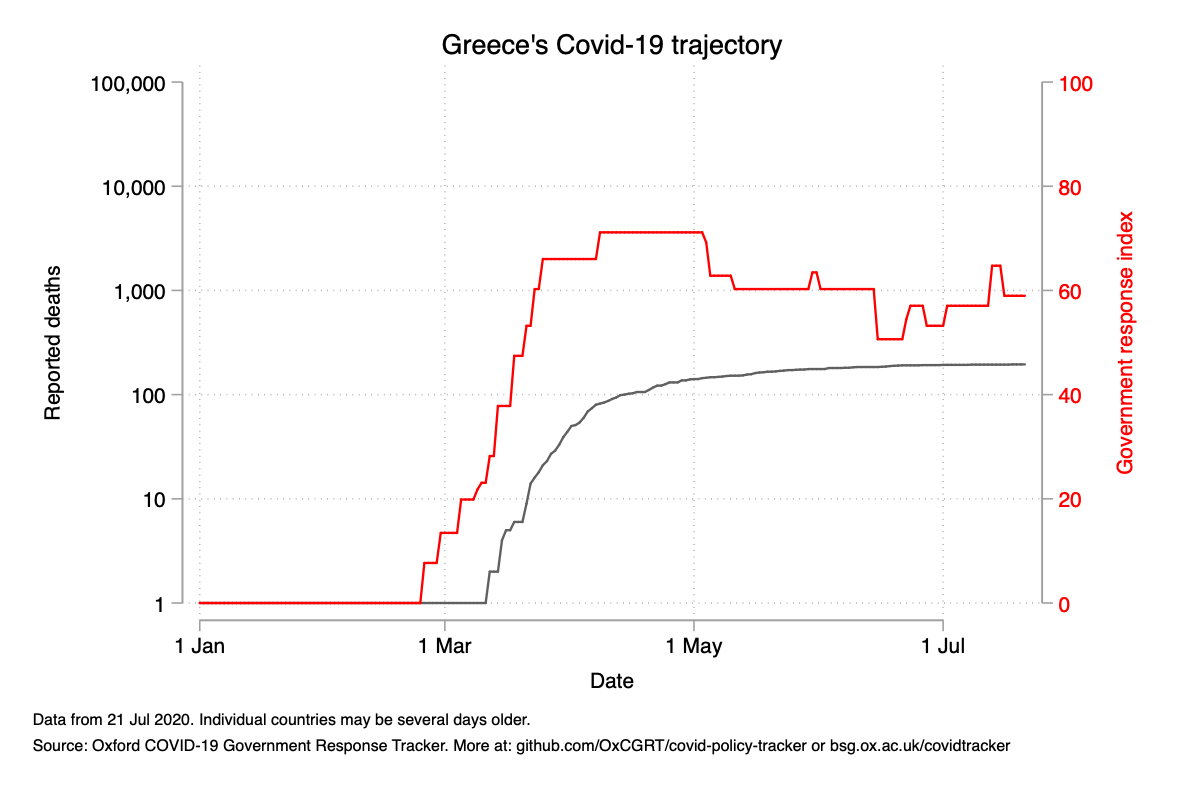 Greece's Covid-19 trajectory
100,000
10,000
1,000
100
10
1
Reported deaths
100
80
60
40
20
0
Government response index
1 Jan
1 Mar
1 May
1 Jul
Date
Data from 21 Jul 2020. Individual countries may be several days older.
Source: Oxford COVID-19 Government Response Tracker. More at: github.com/OxCGRT/covid-policy-tracker or bsg.ox.ac.uk/covidtracker